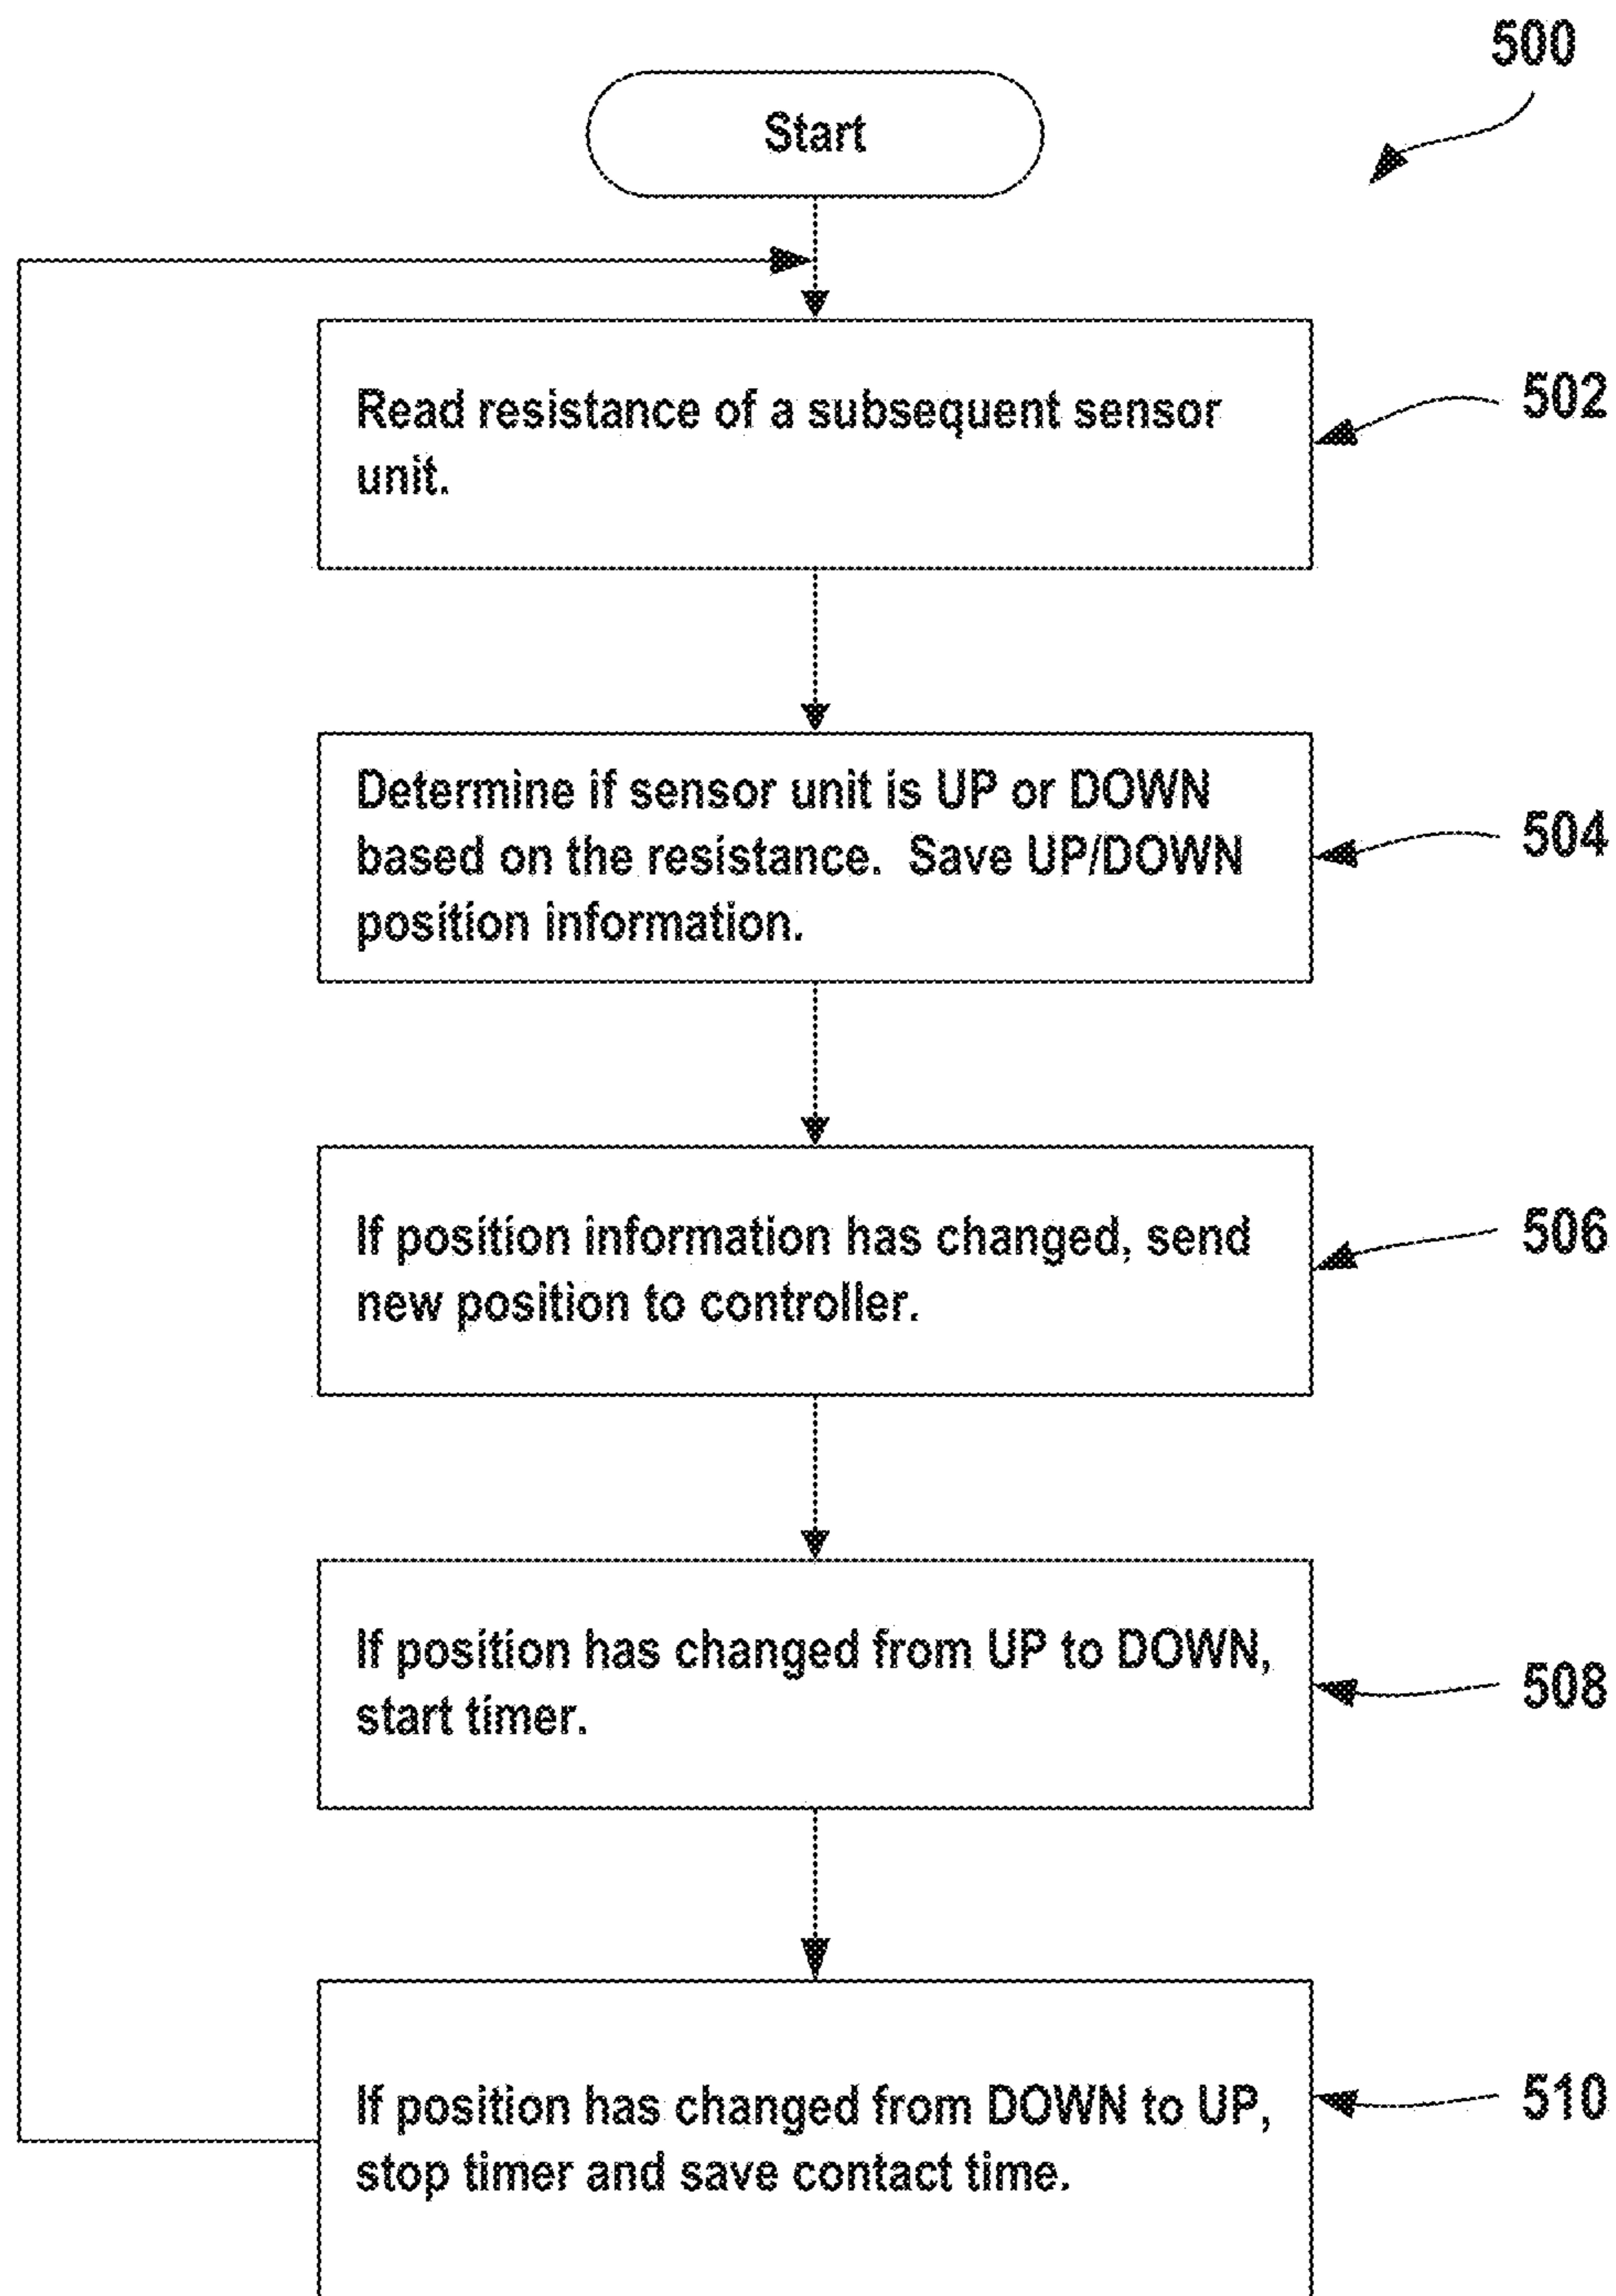 500
Start
Read resistance of a subsequent sensor
unit.
502
Determine if sensor unit is UP or DOWN
based on the resistance.  Save UP/DOWN
position information.
504
If position information has changed, send
new position to controller.
506
If position has changed from UP to DOWN,
start timer.
508
If position has changed from DOWN to UP,
stop timer and save contact time.
510